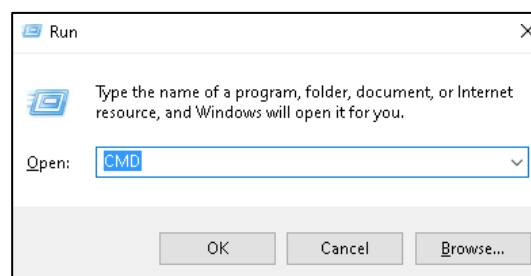 Run
Type the name of a program, folder, document, or Internet
resource, and Windows will open it for you.
Open: CMD
OK Cancel Browse...